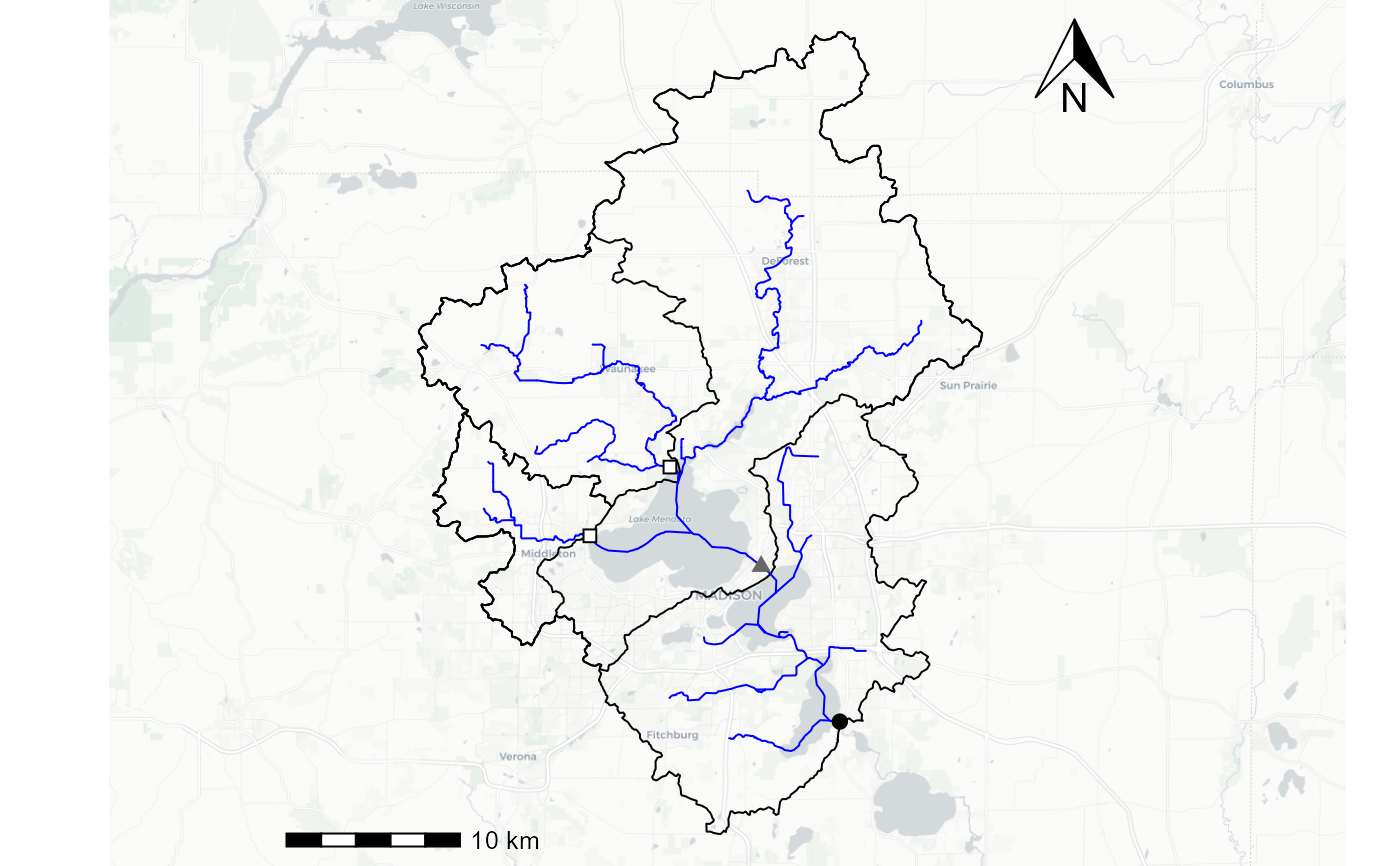 Lake Wisconsin
Columbus
N
DeForest
Waunakee
Sun Prairie
Lake Mendota
Middleton
MADISON
Fitchburg
Verona
10 km